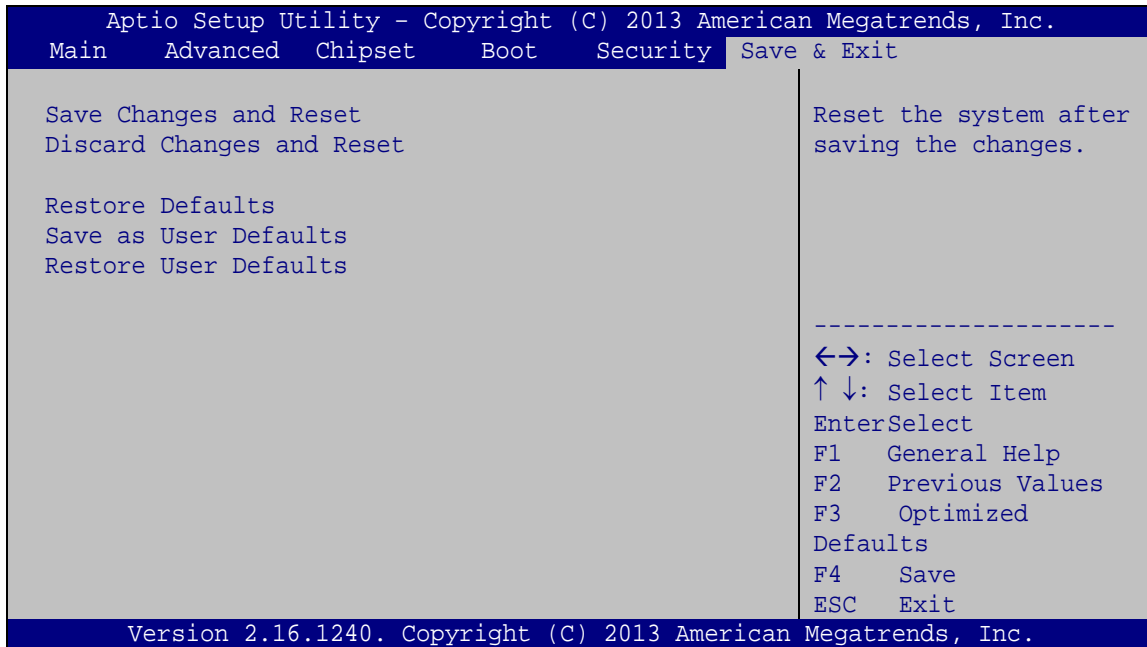 Aptio Setup Utility – Copyright (C) 2013 American Megatrends, Inc.
Main Advanced Chipset Boot Security Save & Exit
Save Changes and Reset
Discard Changes and Reset
Restore Defaults
Save as User Defaults
Restore User Defaults
Reset the system after
saving the changes.
---------------------
←→: Select Screen
↑ ↓: Select Item
EnterSelect
F1 General Help
F2 Previous Values
F3 Optimized
Defaults
F4 Save
ESC Exit
Version 2.16.1240. Copyright (C) 2013 American Megatrends, Inc.